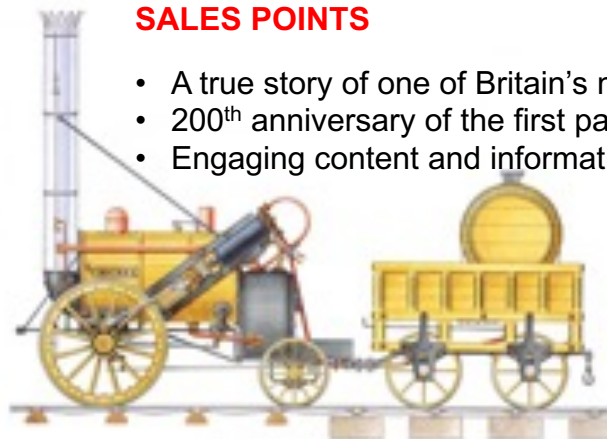 SALES POINTS
• A true story of one of Britain’s
• 200th anniversary of the first
• Engaging content and